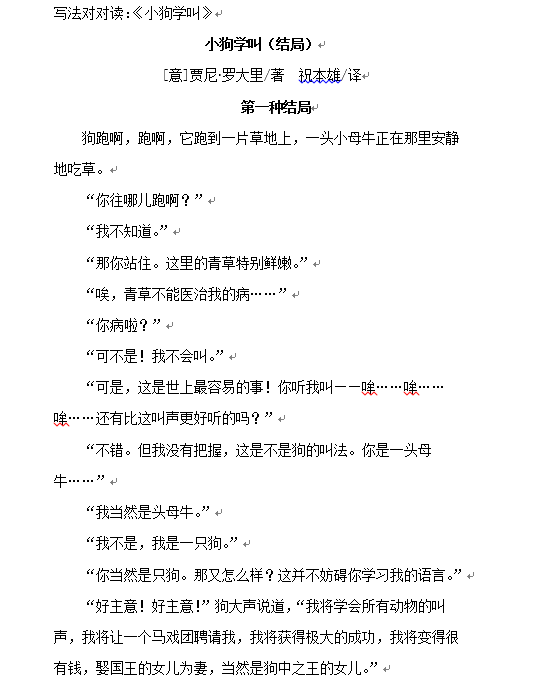 写法对对读:《小狗学叫》
小狗学叫（结局）
[意]贾尼·罗大里/著　祝本雄/译
第一种结局
狗跑啊，跑啊，它跑到一片草地上，一头小母牛正在那里安静
地吃草。
“你往哪儿跑啊？”
“我不知道。”
“那你站住。这里的青草特别鲜嫩。”
“唉，青草不能医治我的病……”
“你病啦？”
“可不是！我不会叫。”
“可是，这是世上最容易的事！你听我叫——哞……哞……
哞……还有比这叫声更好听的吗？”
“不错。但我没有把握，这是不是狗的叫法。你是一头母
牛……”
“我当然是头母牛。”
“我不是，我是一只狗。”
“你当然是只狗。那又怎么样？这并不妨碍你学习我的语言。”
“好主意！好主意！”狗大声说道，“我将学会所有动物的叫
声，我将让一个马戏团聘请我，我将获得极大的成功，我将变得很
有钱，娶国王的女儿为妻，当然是狗中之王的女儿。”